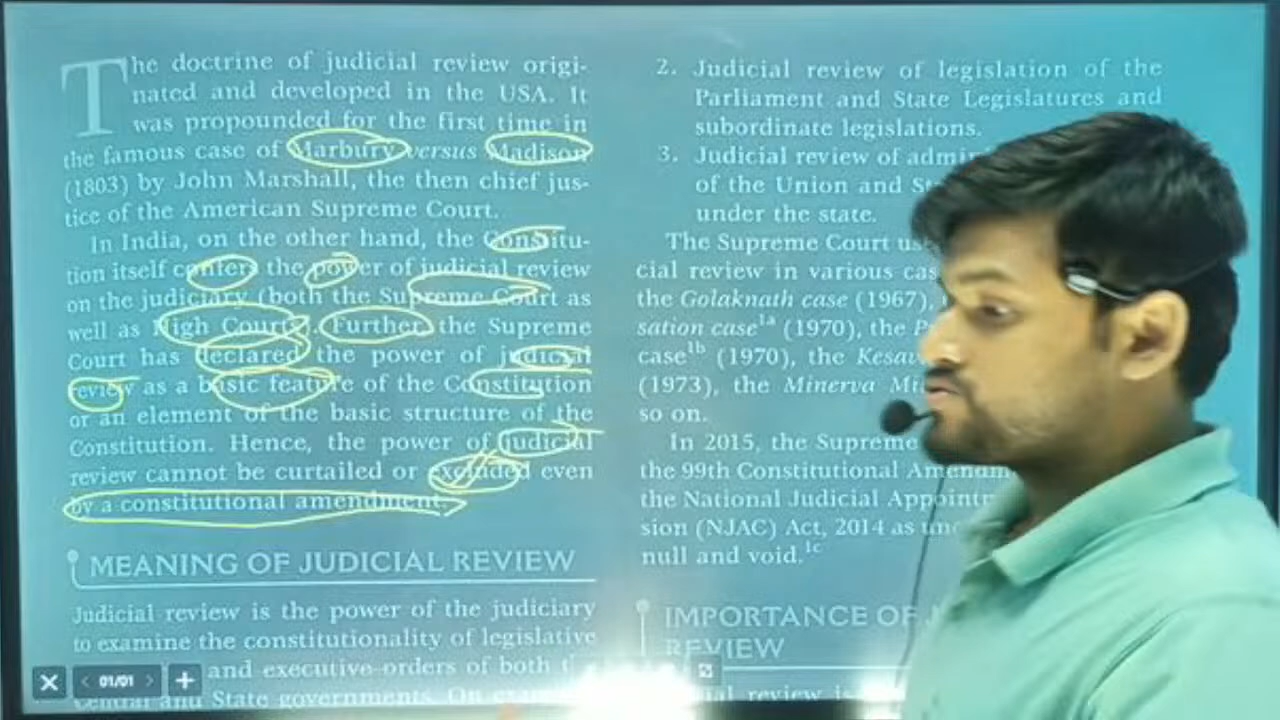 The doctrine of judicial review origi-
nated and developed in the USA. It
was propounded for the first time in
the famous case of Marbury versus Madison
(1803) by John Marshall, the then chief jus-
tice of the American Supreme Court.
In India, on the other hand, the Constitu-
tion itself confers the power of judicial review
on the judiciary (both the Supreme Court as
well as High Courts). Further, the Supreme
Court has declared the power of judicial
review as a basic feature of the Constitution
or an element of the basic structure of the
Constitution. Hence, the power of judicial
review cannot be curtailed or excluded even
by a constitutional amendment.
MEANING OF JUDICIAL REVIEW
Judicial review is the power of the judiciary
to examine the constitutionality of legislative
and executive-orders of both
Central and State governments. On
01/01
2. Judicial review of legislation of the
Parliament and State Legislatures and
subordinate legislations.
3. Judicial review of
of the Union and
under the state.
The Supreme Court
cial review in various
the Golaknath case (1967),
sation case1a (1970), the
case1b (1970), the
(1973), the Minerva
so on.
In 2015, the Supreme
the 99th Constitutional
the National Judicial
sion (NJAC) Act, 2014 as
null and void.1c
IMPORTANCE OF
REVIEW
review